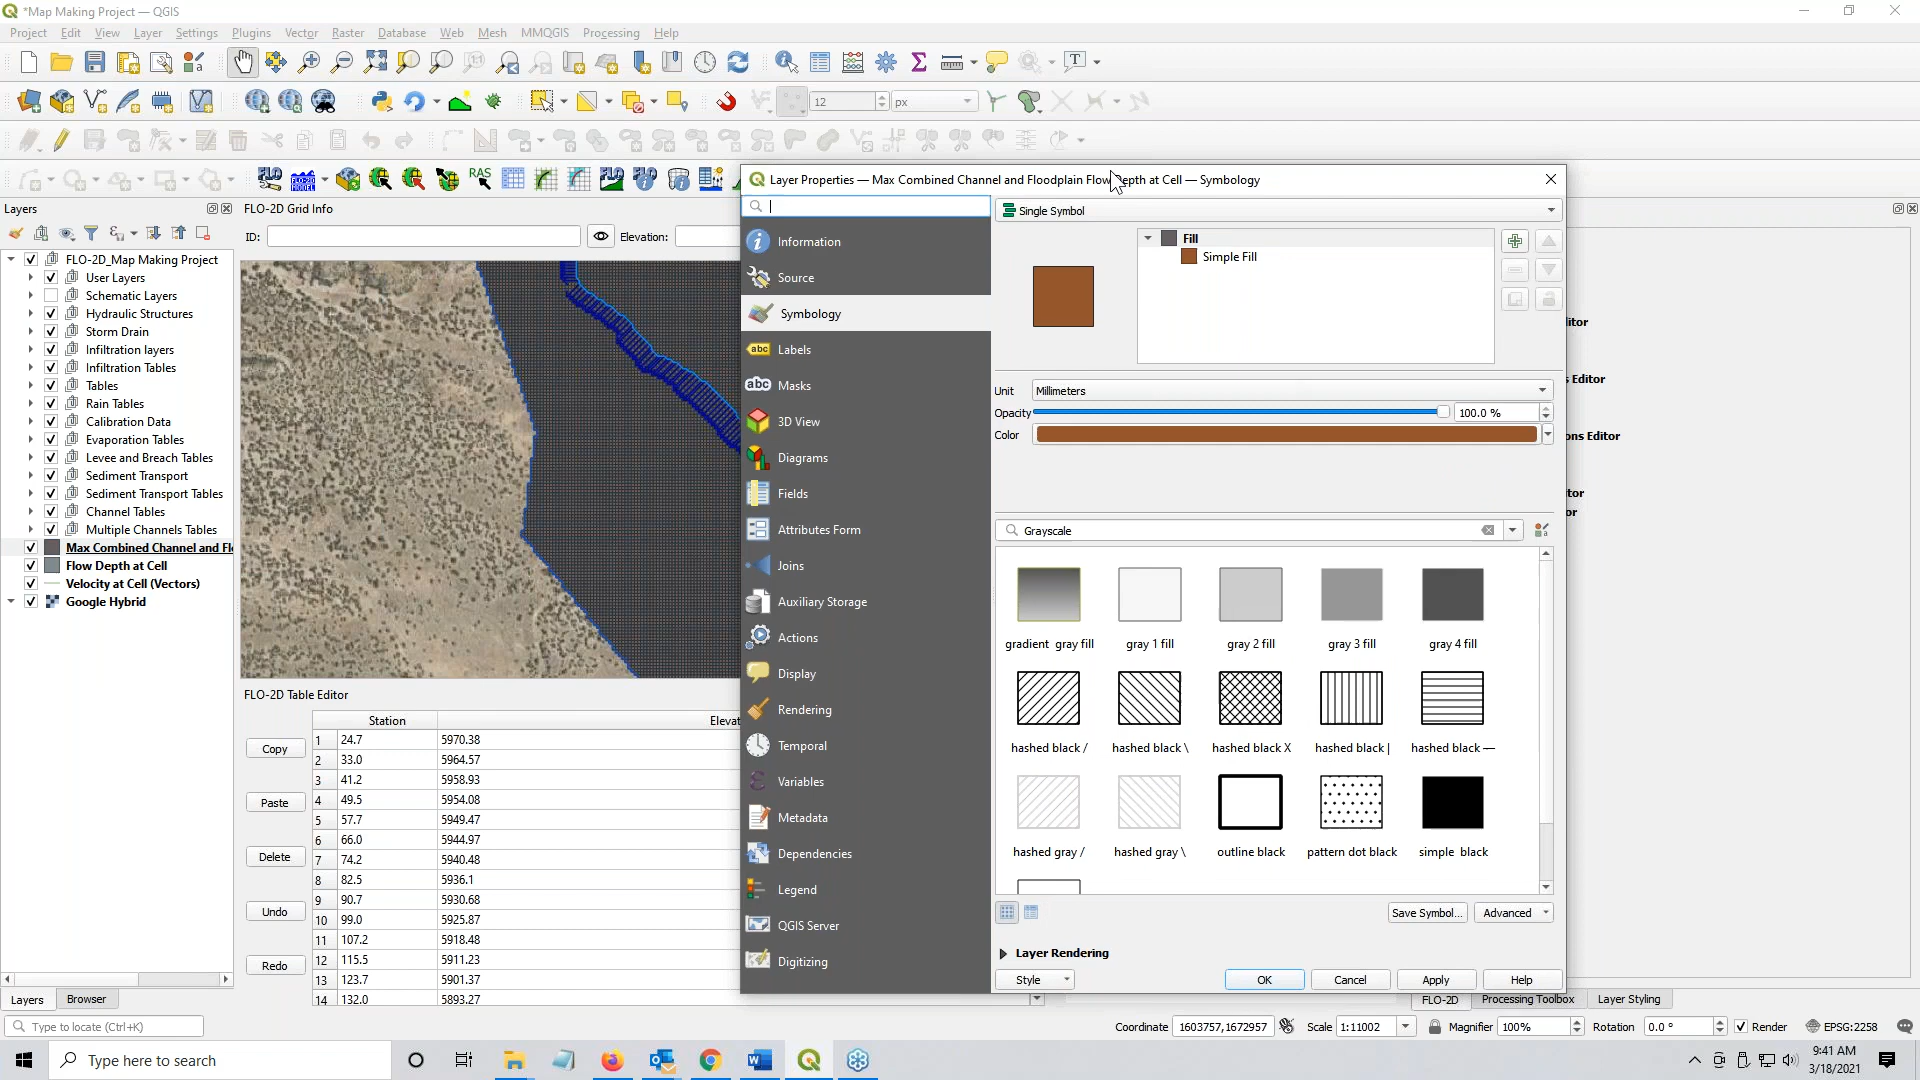 *Map Making Project — QGIS
Project Edit View Layer Settings Plugins Vector Raster Database Web Mesh MMQGIS Processing Help
12 px
RAS
Layers
FLO-2D Grid Info
ID: Elevation:
FLO-2D_Map Making Project
User Layers
Schematic Layers
Hydraulic Structures
Storm Drain
Infiltration layers
Infiltration Tables
Tables
Rain Tables
Calibration Data
Evaporation Tables
Levee and Breach Tables
Sediment Transport
Sediment Transport Tables
Channel Tables
Multiple Channels Tables
Max Combined Channel and Flo
Flow Depth at Cell
Velocity at Cell (Vectors)
Google Hybrid
Layers Browser
FLO-2D Table Editor
Copy
Paste
Delete
Undo
Redo
Station Elevat
1 24.7 5970.38
2 33.0 5964.57
3 41.2 5958.93
4 49.5 5954.08
5 57.7 5949.47
6 66.0 5944.97
7 74.2 5940.48
8 82.5 5936.1
9 90.7 5930.68
10 99.0 5925.87
11 107.2 5918.48
12 115.5 5911.23
13 123.7 5901.37
14 132.0 5893.27
Layer Properties — Max Combined Channel and Floodplain Flow Depth at Cell — Symbology
Information
Source
Symbology
Labels
Masks
3D View
Diagrams
Fields
Attributes Form
Joins
Auxiliary Storage
Actions
Display
Rendering
Temporal
Variables
Metadata
Dependencies
Legend
QGIS Server
Digitizing
Single Symbol
Fill
Simple Fill
Unit Millimeters
Opacity 100.0 %
Color
Grayscale
gradient gray fill gray 1 fill gray 2 fill gray 3 fill gray 4 fill
hashed black / hashed black \ hashed black X hashed black | hashed black —
hashed gray / hashed gray \ outline black pattern dot black simple black
Save Symbol... Advanced
Layer Rendering
Style OK Cancel Apply Help
itor
s Editor
ons Editor
tor
or
FLO-2D Processing Toolbox Layer Styling
Type to locate (Ctrl+K)
Coordinate 1603757,1672957 Scale 1:11002 Magnifier 100% Rotation 0.0 ° Render EPSG:2258
Type here to search
9:41 AM
3/18/2021